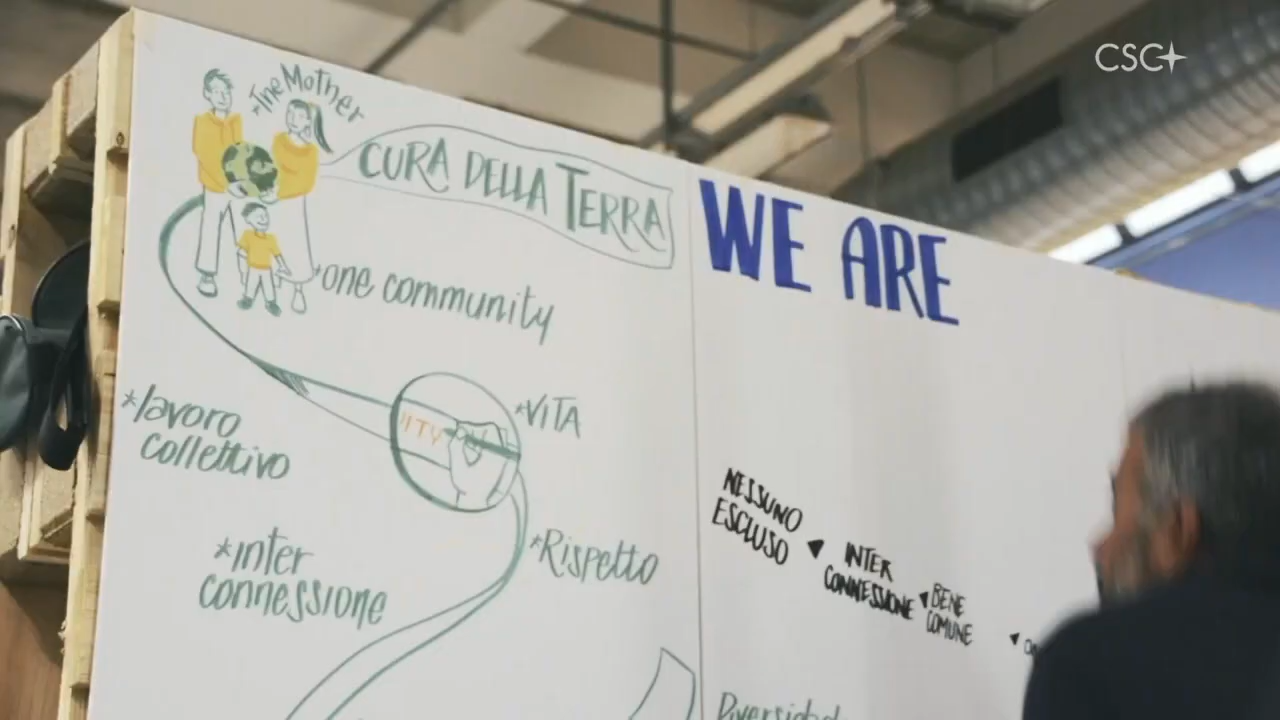 CSC
*The Mother
CURA DELLA TERRA
WE ARE
*one community
*lavoro
collettivo
IITY
*VITA
*inter
connessione
*Rispetto
NESSUNO
ESCLUSO
INTER
CONNESSIONE
BENE
COMUNE